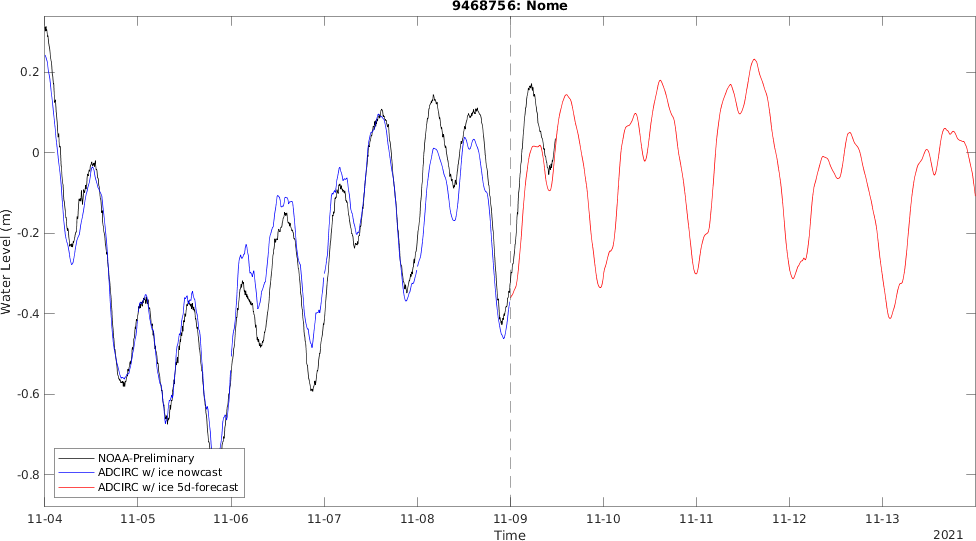 9468756: Nome
Water Level (m)
0.2
0
-0.2
-0.4
-0.6
-0.8
NOAA-Preliminary
ADCIRC w/ ice nowcast
ADCIRC w/ ice 5d-forecast
11-04 11-05 11-06 11-07 11-08 11-09 11-10 11-11 11-12 11-13
Time
2021